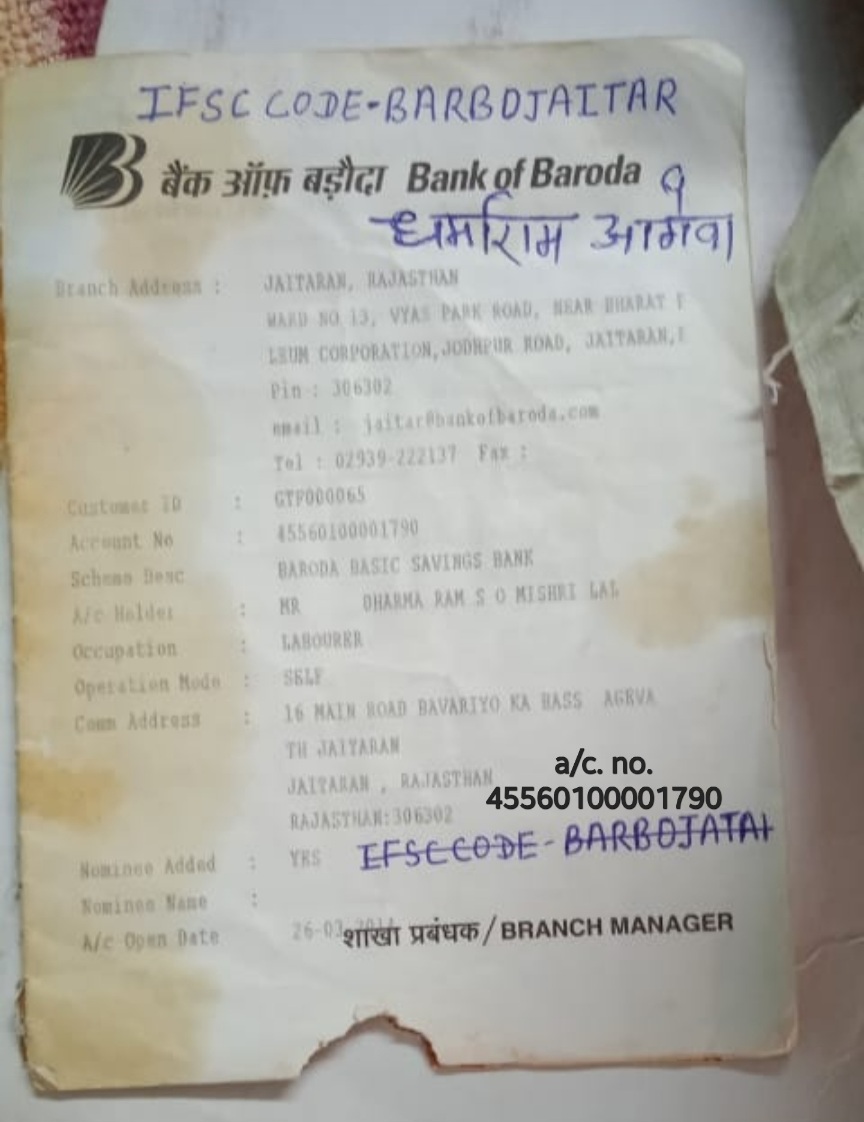 IFSC CODE-BARBOJAITAR
बैंक ऑफ़ बड़ौदा Bank of Baroda
धर्माराम आगेवा
Branch Address : JAITARAN, RAJASTHAN
WARD NO 13, VYAS PARK ROAD, NEAR BHARAT P
LEUM CORPORATION, JODHPUR ROAD, JAITARAN,
Pin : 306302
email : jaitar@bankofbaroda.com
Tel : 02939-222137 Fax :
Customer ID : GTP000065
Account No : 45560100001790
Scheme Desc BARODA BASIC SAVINGS BANK
A/c Holder : MR DHARMA RAM S O MISHRI LAL
Occupation : LABOURER
Operation Mode : SELF
Comm Address : 16 MAIN ROAD BAVARIYO KA BASS AGEVA
TH JAITARAN
JAITARAN , RAJASTHAN
a/c. no.
45560100001790
RAJASTHAN:306302
Nominee Added : YES IFSC CODE-BARBOJATAI
Nominee Name :
A/c Open Date 26-03-2014
शाखा प्रबंधक / BRANCH MANAGER